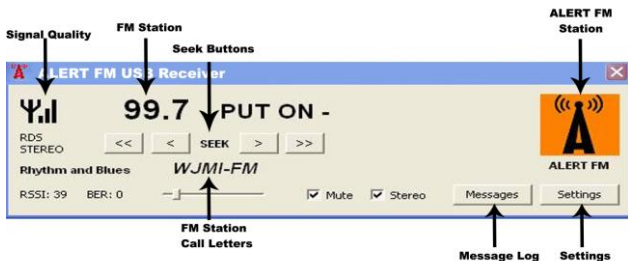 ALERT FM
Station
FM Station
Signal Quality
Seek Buttons
ALERT FM USB Receiver
99.7 PUT ON -
RDS
STEREO
<< < SEEK > >>
ALERT FM
Rhythm and Blues WJMI-FM
RSSI: 39 BER: 0 Mute Stereo Messages Settings
FM Station
Call Letters
Message Log Settings